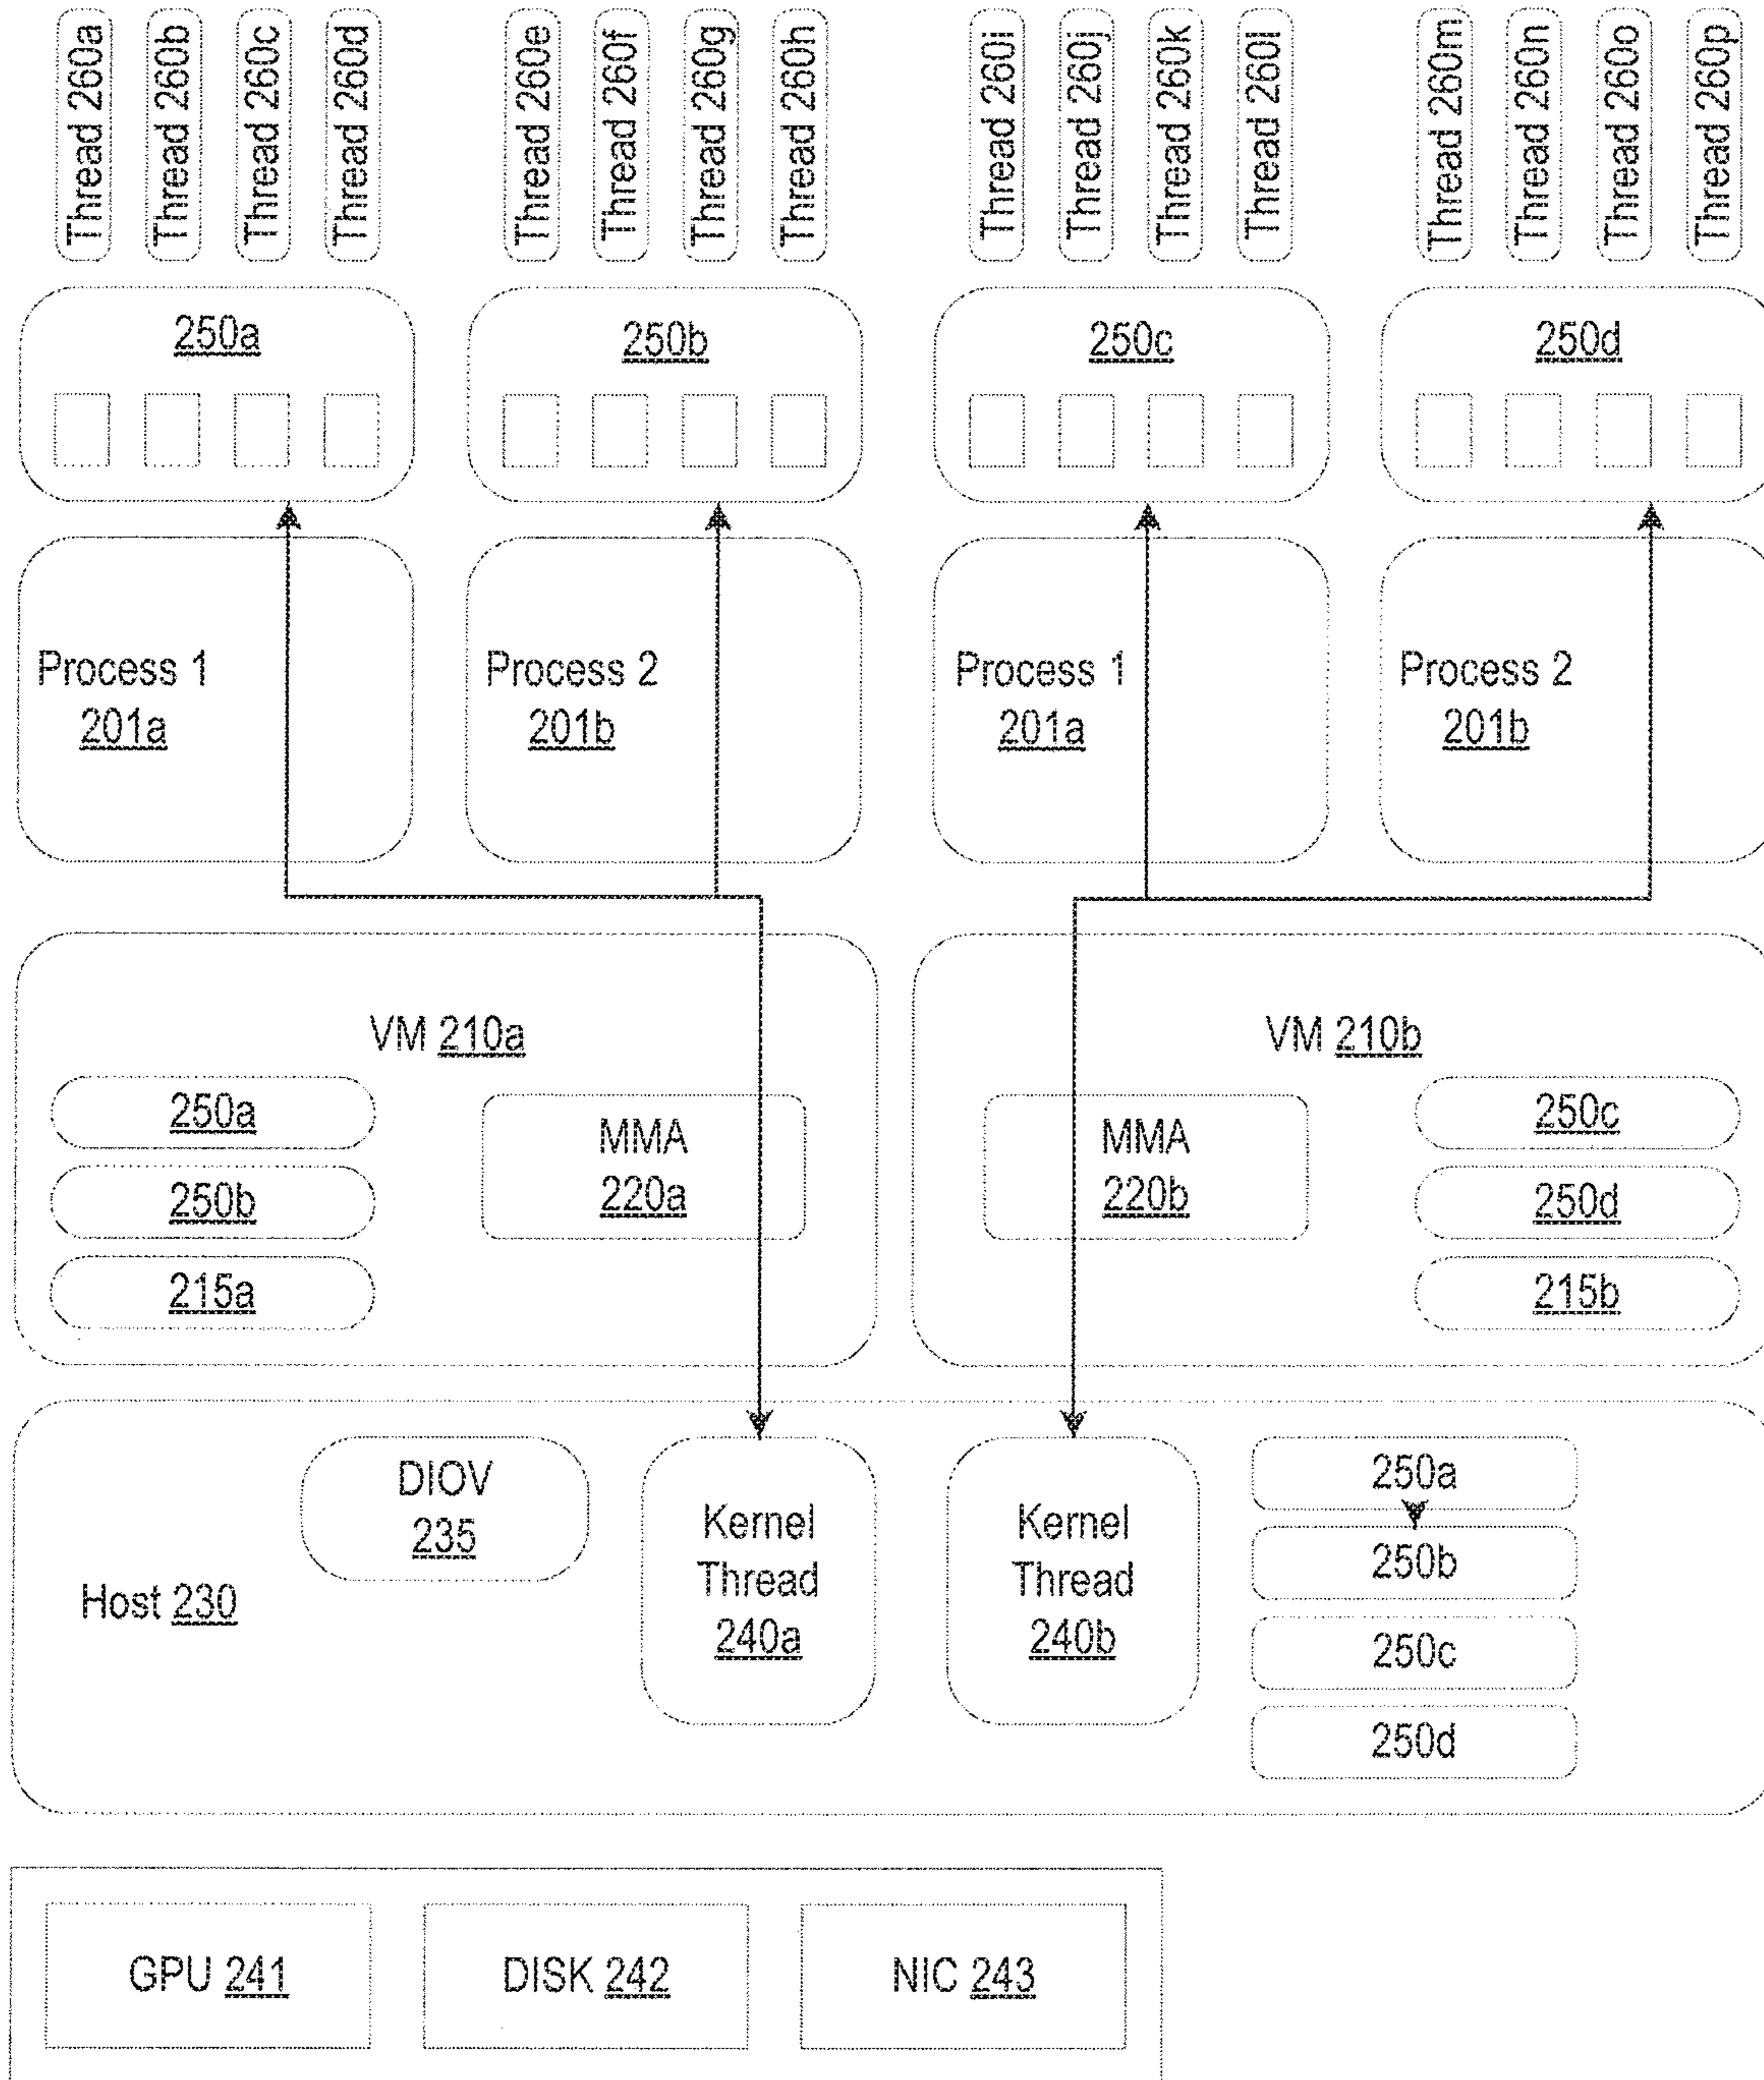 Thread 260a
Thread 260b
Thread 260c
Thread 260d
Thread 260e
Thread 260f
Thread 260g
Thread 260h
Thread 260i
Thread 260j
Thread 260k
Thread 260l
Thread 260m
Thread 260n
Thread 260o
Thread 260p
250a
250b
250c
250d
Process 1
201a
Process 2
201b
Process 1
201a
Process 2
201b
VM 210a
250a
250b
215a
MMA
220a
VM 210b
MMA
220b
250c
250d
215b
Host 230
DIOV
235
Kernel
Thread
240a
Kernel
Thread
240b
250a
250b
250c
250d
GPU 241
DISK 242
NIC 243